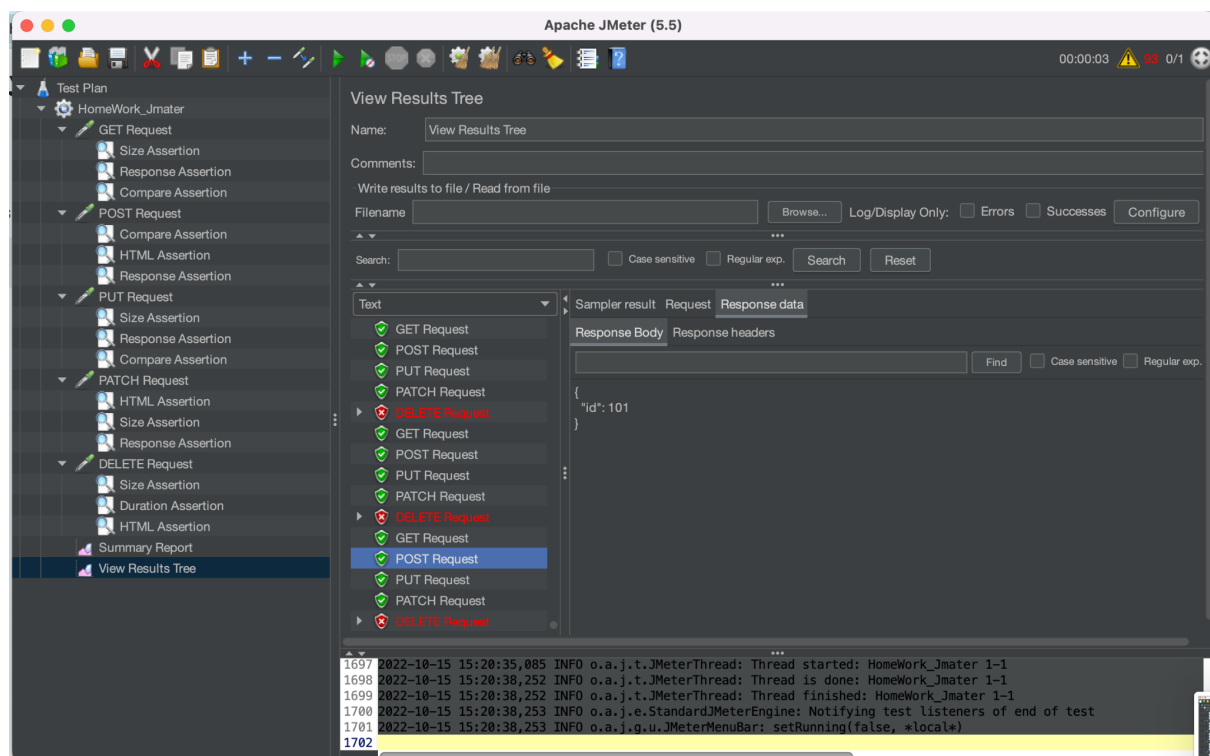 Apache JMeter (5.5)
00:00:03 93 0/1
Test Plan
HomeWork_Jmater
GET Request
Size Assertion
Response Assertion
Compare Assertion
POST Request
Compare Assertion
HTML Assertion
Response Assertion
PUT Request
Size Assertion
Response Assertion
Compare Assertion
PATCH Request
HTML Assertion
Size Assertion
Response Assertion
DELETE Request
Size Assertion
Duration Assertion
HTML Assertion
Summary Report
View Results Tree
View Results Tree
Name: View Results Tree
Comments:
Write results to file / Read from file
Filename Browse... Log/Display Only: Errors Successes Configure
Search: Case sensitive Regular exp. Search Reset
Text
GET Request
POST Request
PUT Request
PATCH Request
DELETE Request
GET Request
POST Request
PUT Request
PATCH Request
DELETE Request
GET Request
POST Request
PUT Request
PATCH Request
DELETE Request
Sampler result Request Response data
Response Body Response headers
Find Case sensitive Regular exp.
{
"id": 101
}
1697 2022-10-15 15:20:35,085 INFO o.a.j.t.JMeterThread: Thread started: HomeWork_Jmater 1-1
1698 2022-10-15 15:20:38,252 INFO o.a.j.t.JMeterThread: Thread is done: HomeWork_Jmater 1-1
1699 2022-10-15 15:20:38,252 INFO o.a.j.t.JMeterThread: Thread finished: HomeWork_Jmater 1-1
1700 2022-10-15 15:20:38,253 INFO o.a.j.e.StandardJMeterEngine: Notifying test listeners of end of test
1701 2022-10-15 15:20:38,253 INFO o.a.j.g.u.JMeterMenuBar: setRunning(false, *local*)
1702